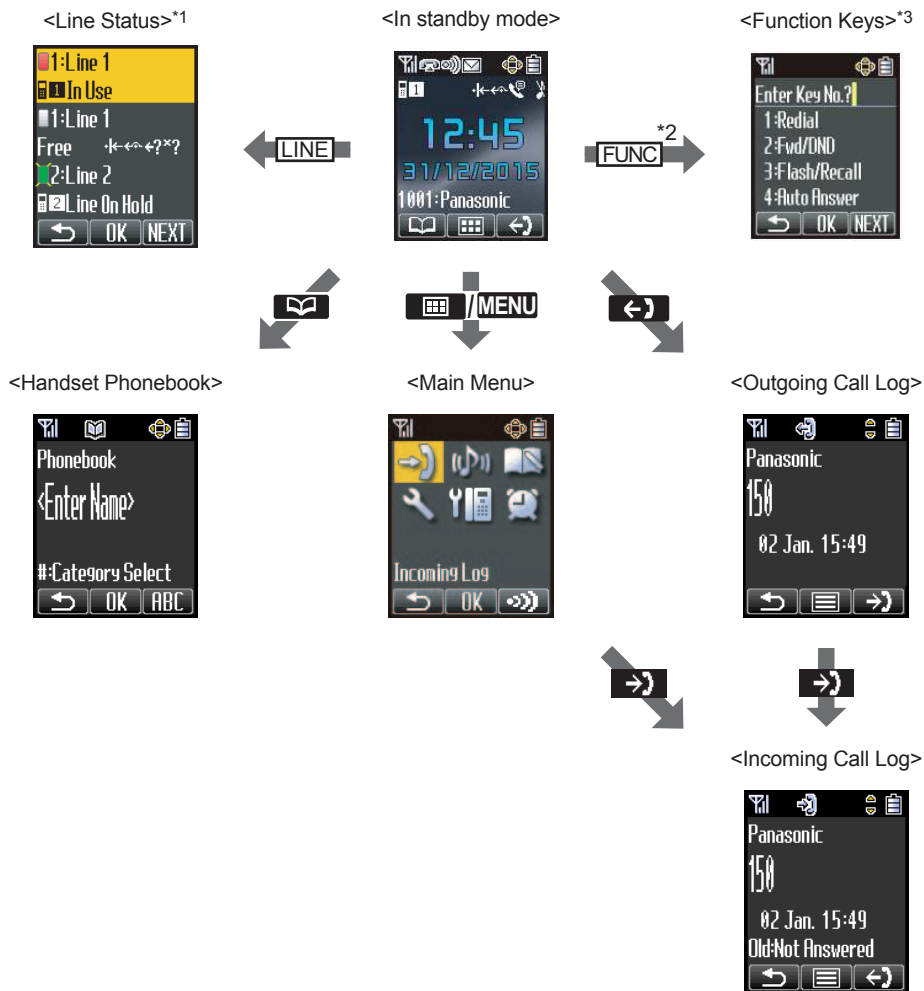 <Line Status>*1
<In standby mode>
<Function Keys>*3
1:Line 1
1 In Use
1:Line 1
Free ?×?
2:Line 2
2 Line On Hold
OK NEXT
LINE
1
12:45
31/12/2015
1001:Panasonic
*2
FUNC
Enter Key No.?
1:Redial
2:Fwd/DND
3:Flash/Recall
4:Auto Answer
OK NEXT
/MENU
<Handset Phonebook>
<Main Menu>
<Outgoing Call Log>
Phonebook
<Enter Name>
#:Category Select
OK ABC
Incoming Log
OK
Panasonic
150
02 Jan. 15:49
<Incoming Call Log>
Panasonic
150
02 Jan. 15:49
Old:Not Answered